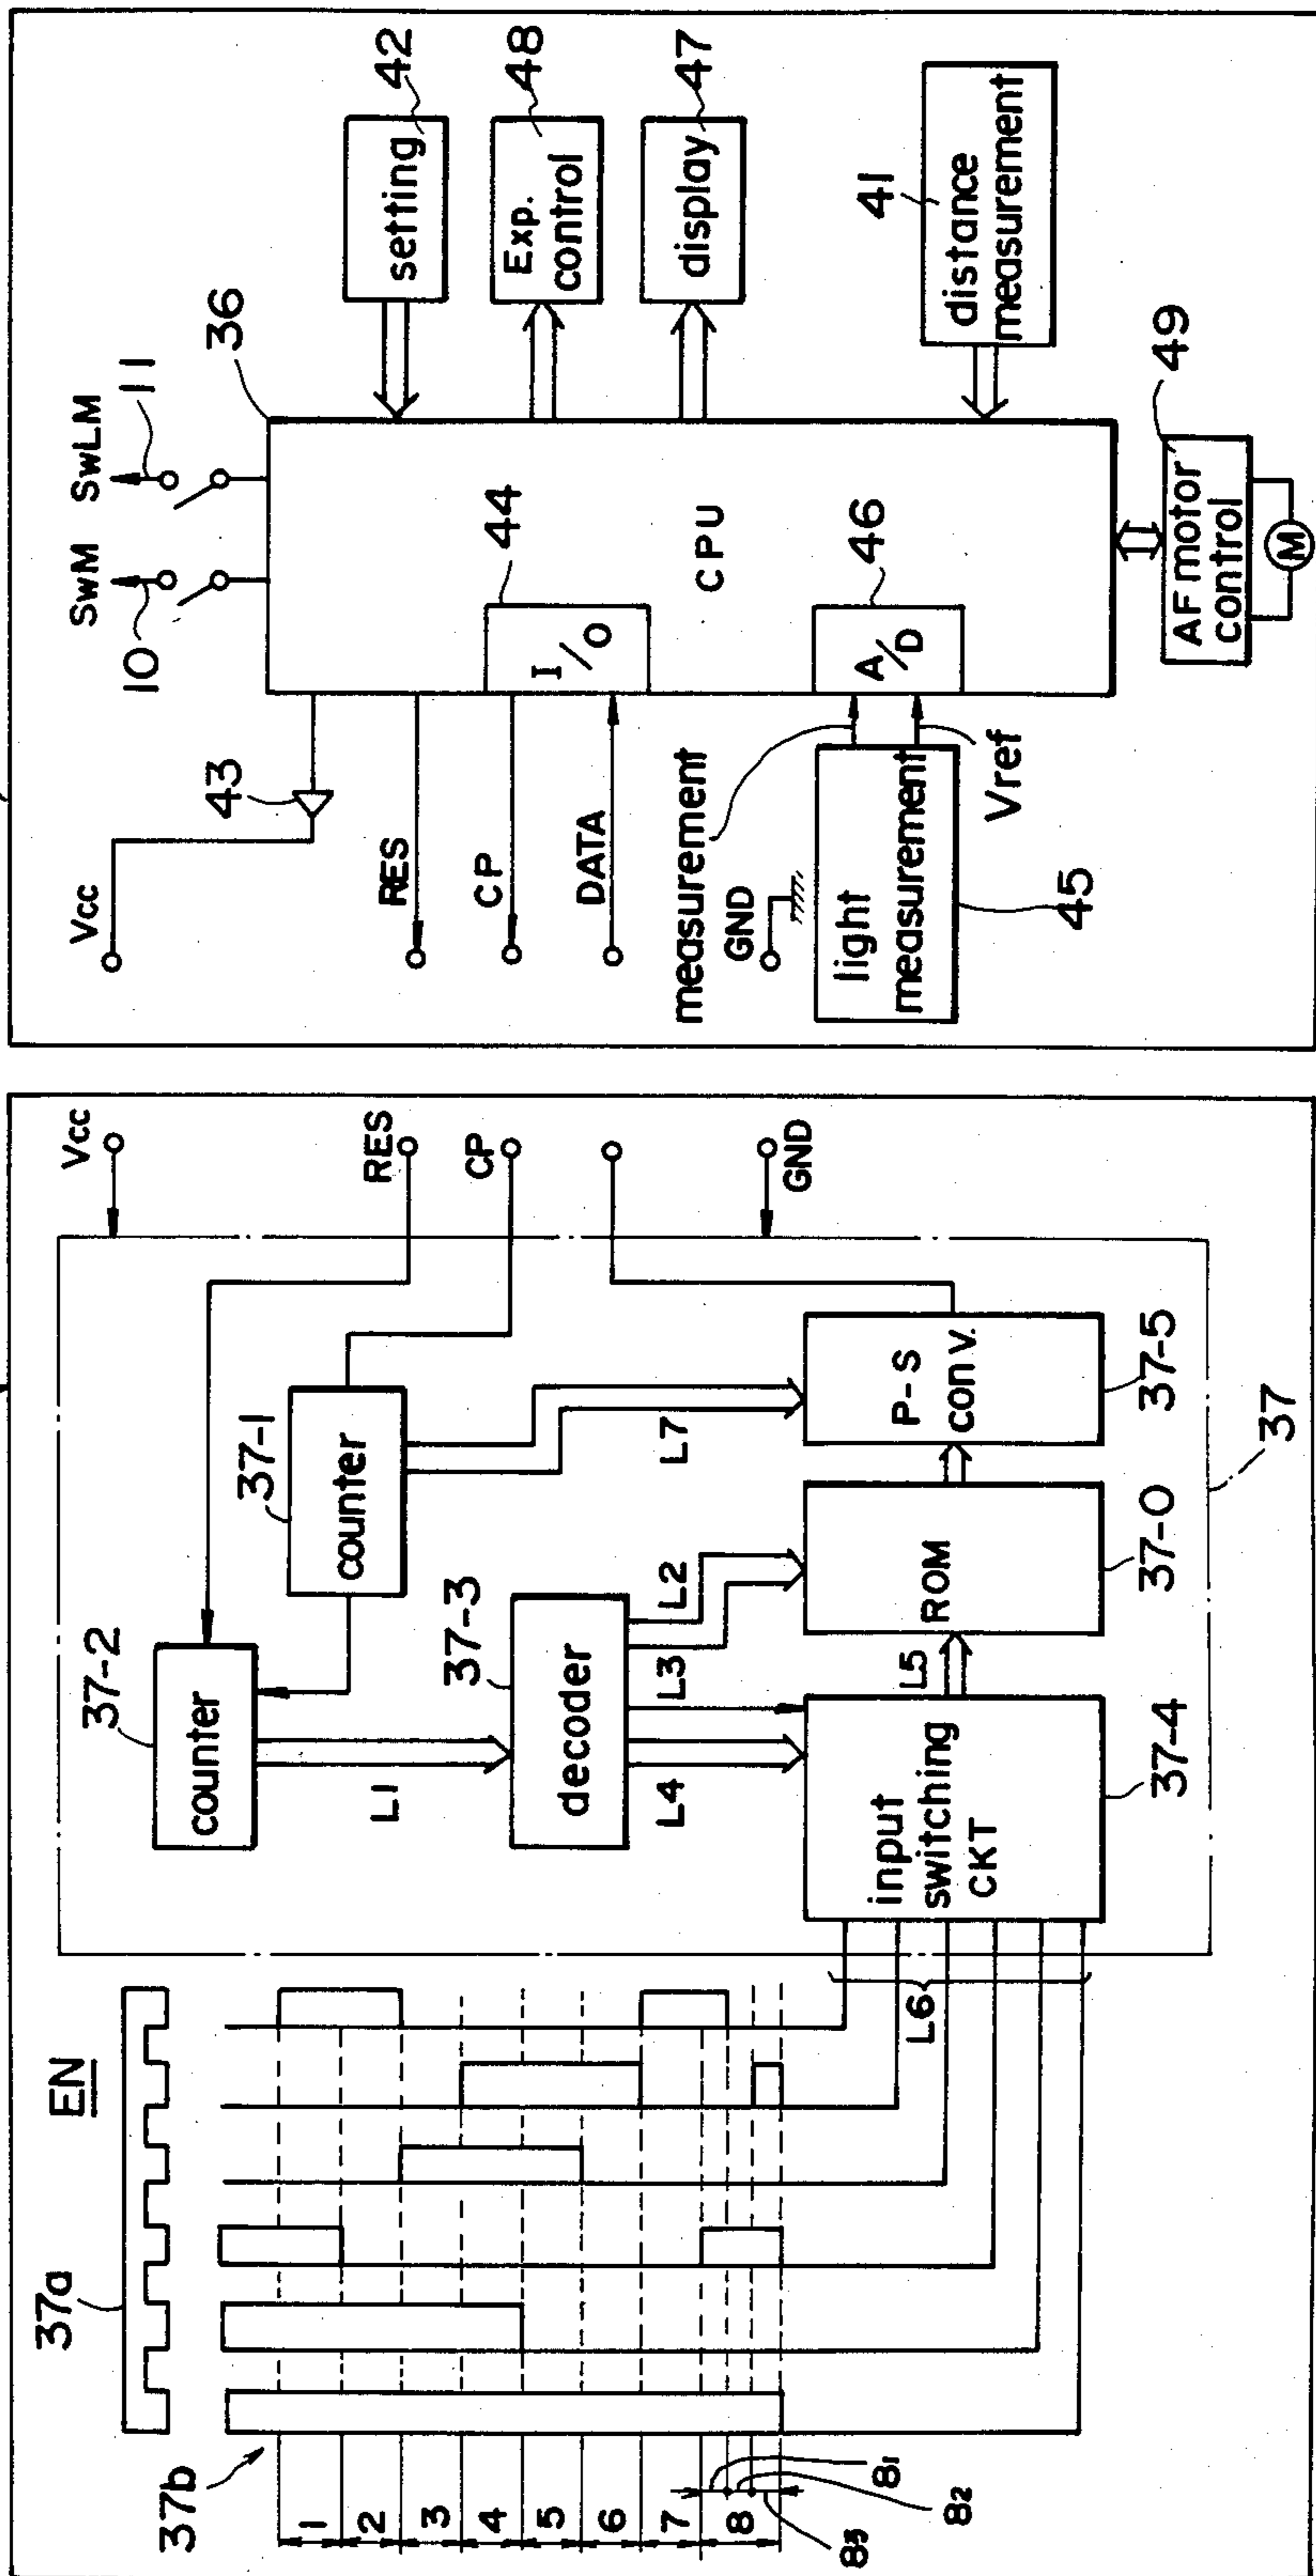 37a
EN
37b
1
2
3
4
5
6
7
8
81
82
83
L6
37-2
counter
37-1
counter
L1
37-3
decoder
L2
L3
L4
L7
input
switching
CKT
37-4
L5
ROM
37-0
P-S
conv.
37-5
37
Vcc
RES
CP
GND
Vcc
43
RES
CP
DATA
measurement
GND
light
measurement
45
Vref
SwM
10
SwLM
11
36
44
I/O
CPU
46
A/D
setting
42
Exp.
control
48
display
47
41
distance
measurement
49
AF motor
control
M